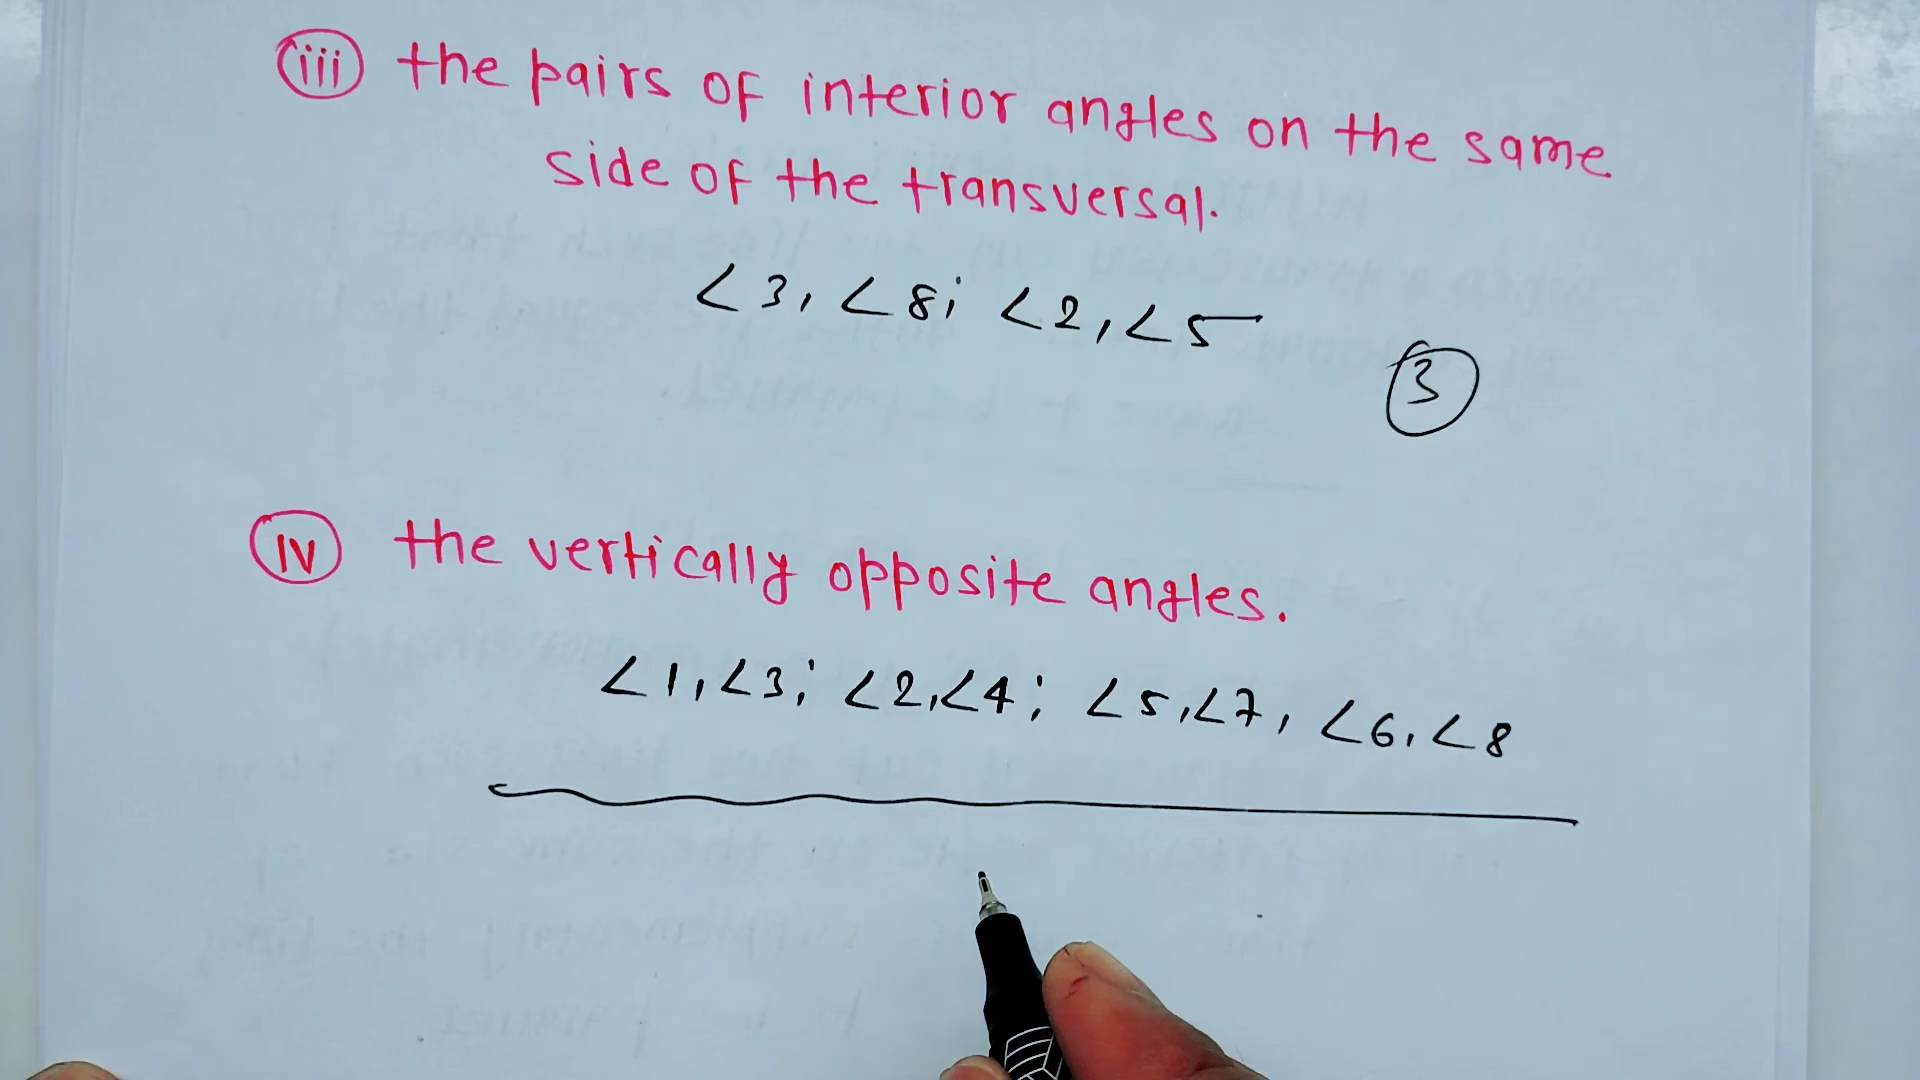 (iii) the pairs of interior angles on the same
side of the transversal.
∠3, ∠8; ∠2, ∠5
3
(iv) the vertically opposite angles.
∠1, ∠3; ∠2, ∠4; ∠5, ∠7, ∠6, ∠8